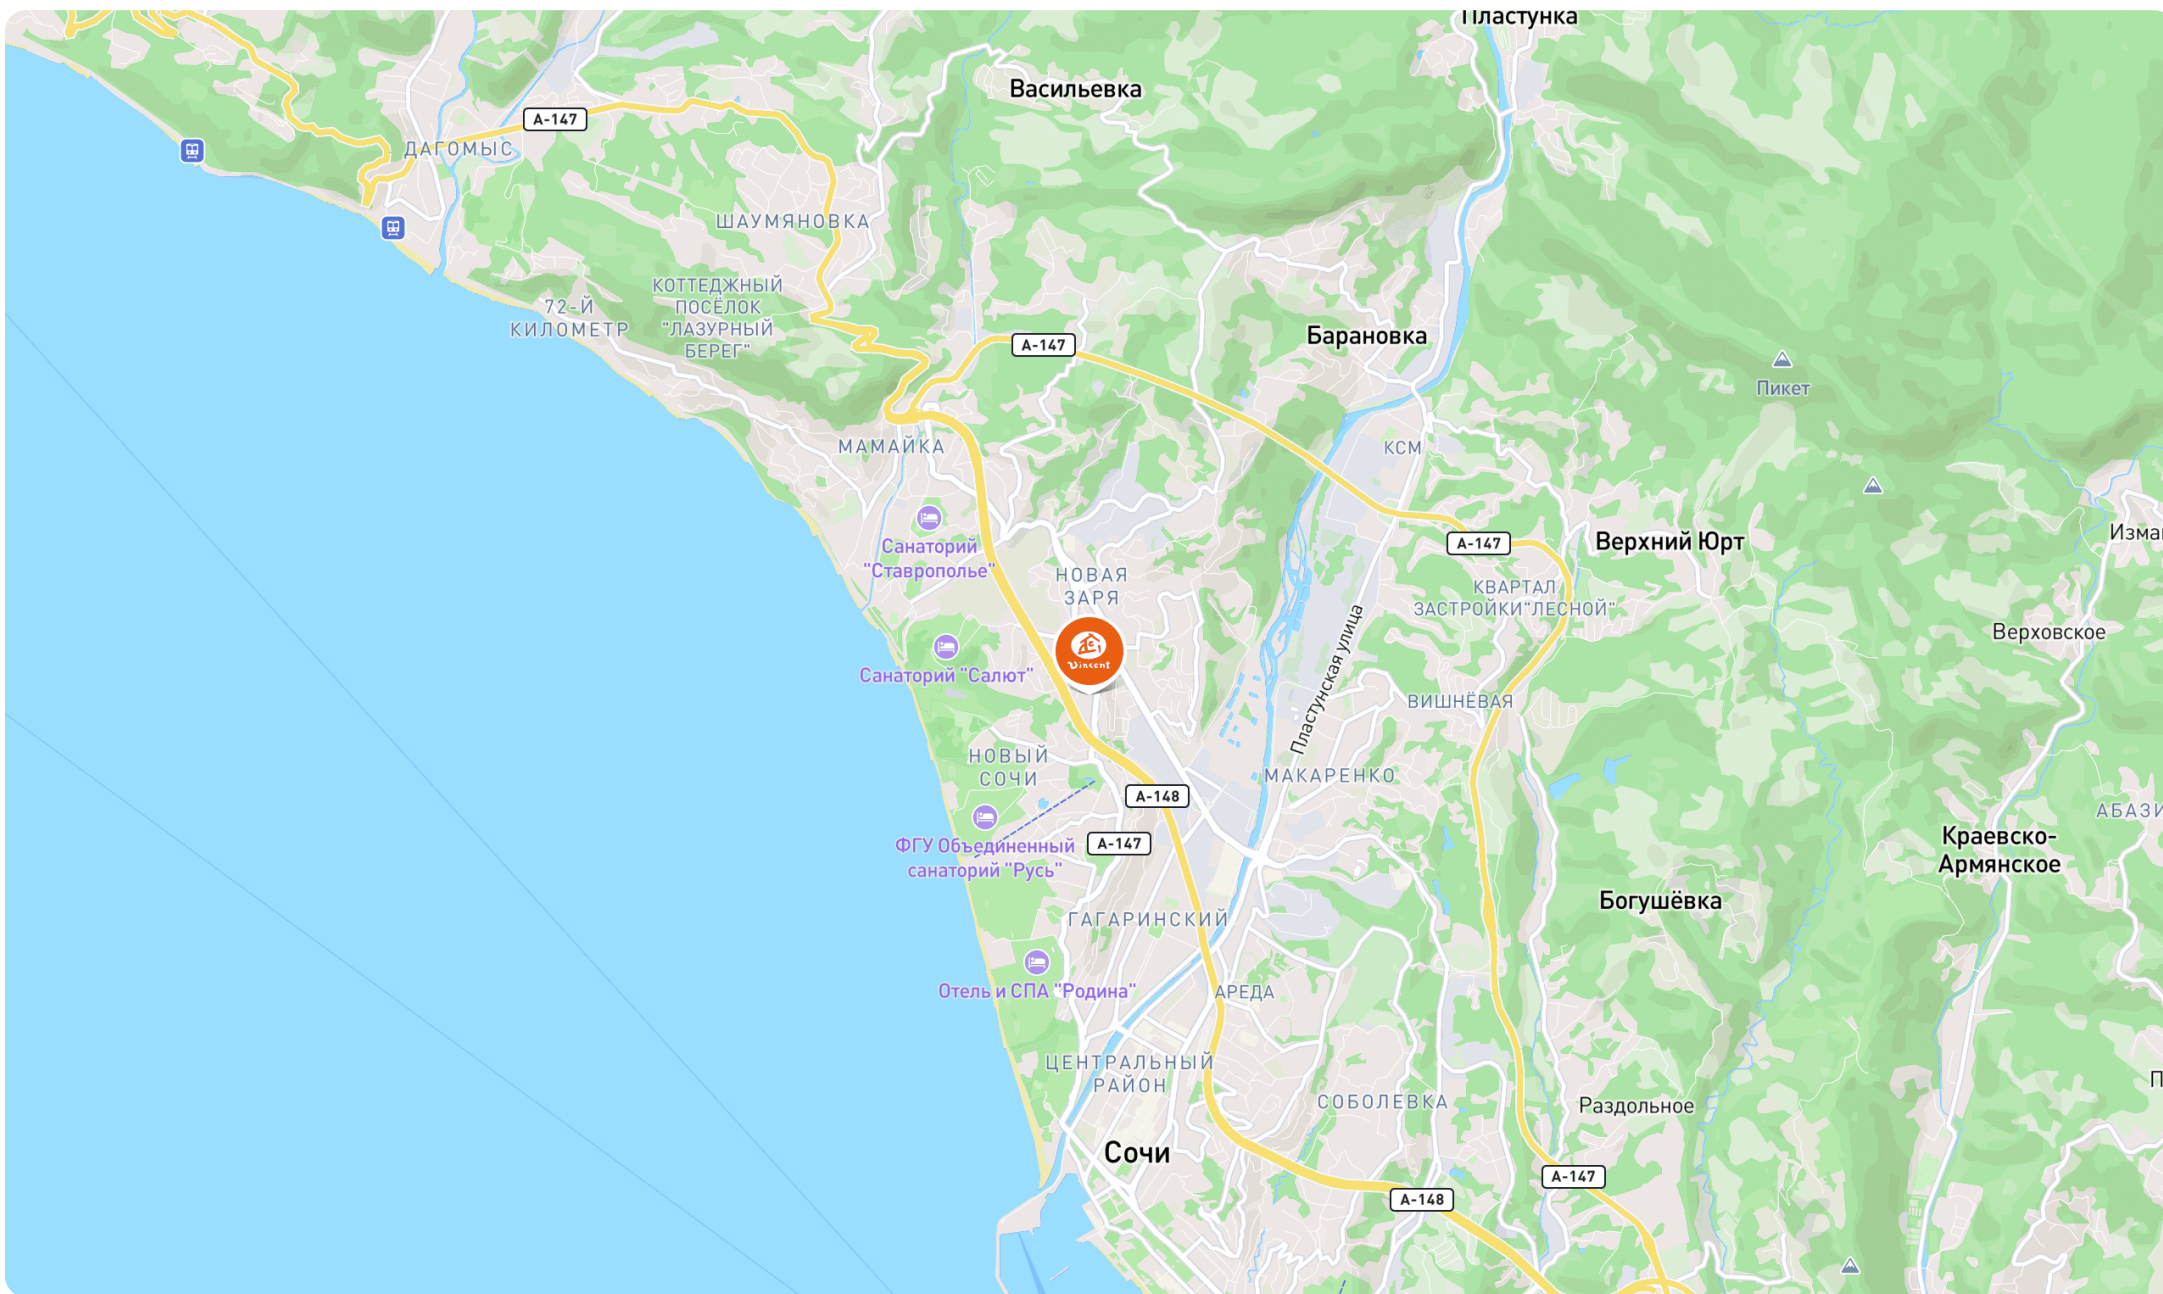 Пластунка
Васильевка
А-147
ДАГОМЫС
ШАУМЯНОВКА
КОТТЕДЖНЫЙ
ПОСЁЛОК
"ЛАЗУРНЫЙ
БЕРЕГ"
72-Й
КИЛОМЕТР
А-147
Барановка
Пикет
МАМАЙКА
КСМ
Санаторий
"Ставрополье"
НОВАЯ
ЗАРЯ
А-147
Верхний Юрт
Изма
КВАРТАЛ
ЗАСТРОЙКИ"ЛЕСНОЙ"
Верховское
Vincent
Санаторий "Салют"
Пластунская улица
ВИШНЁВАЯ
НОВЫЙ
СОЧИ
МАКАРЕНКО
А-148
АБАЗИ
ФГУ Объединенный
санаторий "Русь"
А-147
Краевско-
Армянское
Богушёвка
ГАГАРИНСКИЙ
Отель и СПА "Родина"
АРЕДА
ЦЕНТРАЛЬНЫЙ
РАЙОН
СОБОЛЕВКА
Раздольное
П
Сочи
А-147
А-148